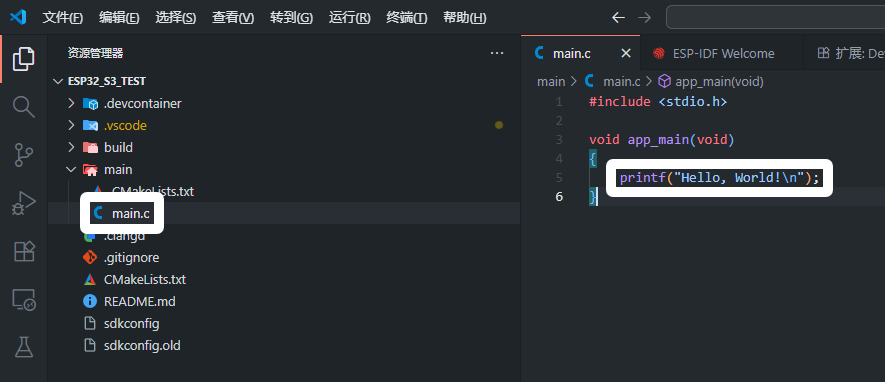 文件(F) 编辑(E) 选择(S) 查看(V) 转到(G) 运行(R) 终端(T) 帮助(H)
资源管理器
ESP32_S3_TEST
.devcontainer
.vscode
build
main
CMakeLists.txt
main.c
.clangd
.gitignore
CMakeLists.txt
README.md
sdkconfig
sdkconfig.old
main.c ESP-IDF Welcome 扩展: De
main > main.c > app_main(void)
1 #include <stdio.h>
2
3 void app_main(void)
4 {
5 printf("Hello, World!\n");
6 }